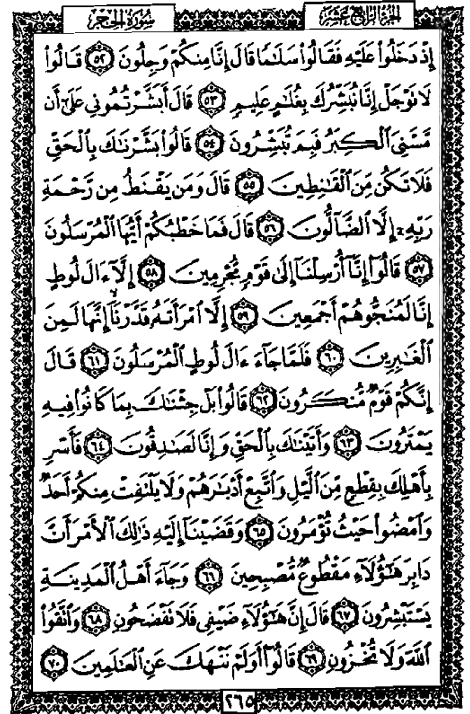 الجزء الرابع عشر
سورة الحجر
إِذْ دَخَلُوا۟ عَلَيْهِ فَقَالُوا۟ سَلَٰمًا قَالَ إِنَّا مِنكُمْ وَجِلُونَ ٥٢ قَالُوا۟
لَا تَوْجَلْ إِنَّا نُبَشِّرُكَ بِغُلَٰمٍ عَلِيمٍ ٥٣ قَالَ أَبَشَّرْتُمُونِى عَلَىٰٓ أَن
مَّسَّنِىَ ٱلْكِبَرُ فَبِمَ تُبَشِّرُونَ ٥٤ قَالُوا۟ بَشَّرْنَٰكَ بِٱلْحَقِّ
فَلَا تَكُن مِّنَ ٱلْقَٰنِطِينَ ٥٥ قَالَ وَمَن يَقْنَطُ مِن رَّحْمَةِ
رَبِّهِۦٓ إِلَّا ٱلضَّآلُّونَ ٥٦ قَالَ فَمَا خَطْبُكُمْ أَيُّهَا ٱلْمُرْسَلُونَ
٥٧ قَالُوٓا۟ إِنَّآ أُرْسِلْنَآ إِلَىٰ قَوْمٍ مُّجْرِمِينَ ٥٨ إِلَّآ ءَالَ لُوطٍ
إِنَّا لَمُنَجُّوهُمْ أَجْمَعِينَ ٥٩ إِلَّا ٱمْرَأَتَهُۥ قَدَّرْنَآ إِنَّهَا لَمِنَ
ٱلْغَٰبِرِينَ ٦٠ فَلَمَّا جَآءَ ءَالَ لُوطٍ ٱلْمُرْسَلُونَ ٦١ قَالَ
إِنَّكُمْ قَوْمٌ مُّنكَرُونَ ٦٢ قَالُوا۟ بَلْ جِئْنَٰكَ بِمَا كَانُوا۟ فِيهِ
يَمْتَرُونَ ٦٣ وَأَتَيْنَٰكَ بِٱلْحَقِّ وَإِنَّا لَصَٰدِقُونَ ٦٤ فَأَسْرِ
بِأَهْلِكَ بِقِطْعٍ مِّنَ ٱلَّيْلِ وَٱتَّبِعْ أَدْبَٰرَهُمْ وَلَا يَلْتَفِتْ مِنكُمْ أَحَدٌ
وَٱمْضُوا۟ حَيْثُ تُؤْمَرُونَ ٦٥ وَقَضَيْنَآ إِلَيْهِ ذَٰلِكَ ٱلْأَمْرَ أَنَّ
دَابِرَ هَٰٓؤُلَآءِ مَقْطُوعٌ مُّصْبِحِينَ ٦٦ وَجَآءَ أَهْلُ ٱلْمَدِينَةِ
يَسْتَبْشِرُونَ ٦٧ قَالَ إِنَّ هَٰٓؤُلَآءِ ضَيْفِى فَلَا تَفْضَحُونِ ٦٨ وَٱتَّقُوا۟
ٱللَّهَ وَلَا تُخْزُونِ ٦٩ قَالُوٓا۟ أَوَلَمْ نَنْهَكَ عَنِ ٱلْعَٰلَمِينَ ٧٠
٢٦٥